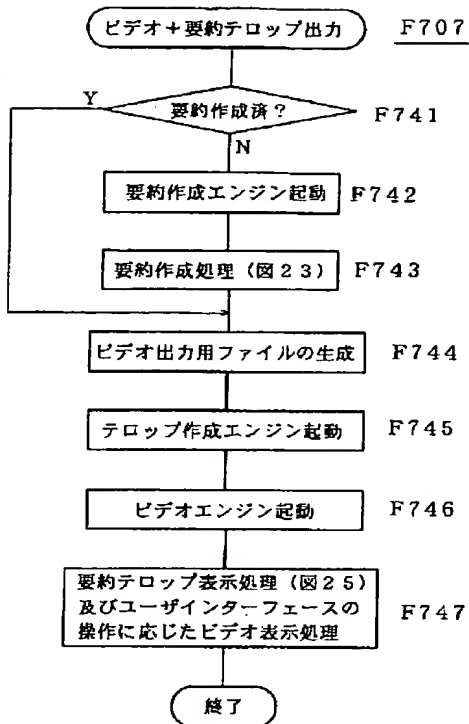 ビデオ+要約テロップ出力 F707
Y
要約作成済? F741
N
要約作成エンジン起動 F742
要約作成処理(図23) F743
ビデオ出力用ファイルの生成 F744
テロップ作成エンジン起動 F745
ビデオエンジン起動 F746
要約テロップ表示処理(図25)
及びユーザインターフェースの
操作に応じたビデオ表示処理 F747
終了